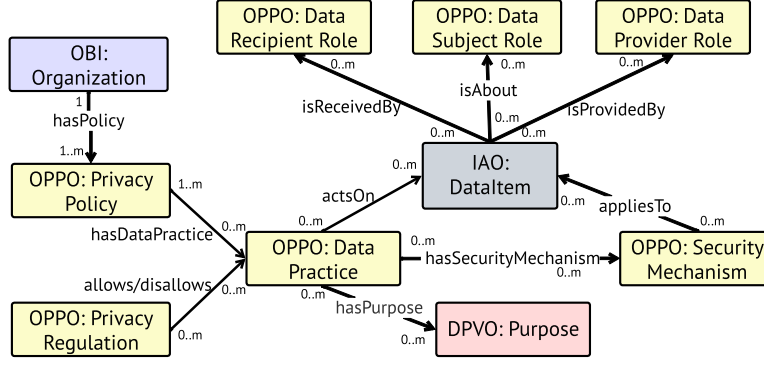 OPPO: Data
Recipient Role
OPPO: Data
Subject Role
OPPO: Data
Provider Role
OBI:
Organization
0..m
0..m
0..m
isAbout
1
isReceivedBy
isProvidedBy
hasPolicy
0..m
0..m
0..m
1..m
IAO:
DataItem
0..m
OPPO: Privacy
Policy
1..m
actsOn
0..m
appliesTo
0..m
0..m
0..m
hasDataPractice
OPPO: Data
Practice
0..m
hasSecurityMechanism
0..m
OPPO: Security
Mechanism
allows/disallows
0..m
0..m
hasPurpose
OPPO: Privacy
Regulation
0..m
DPVO: Purpose
0..m